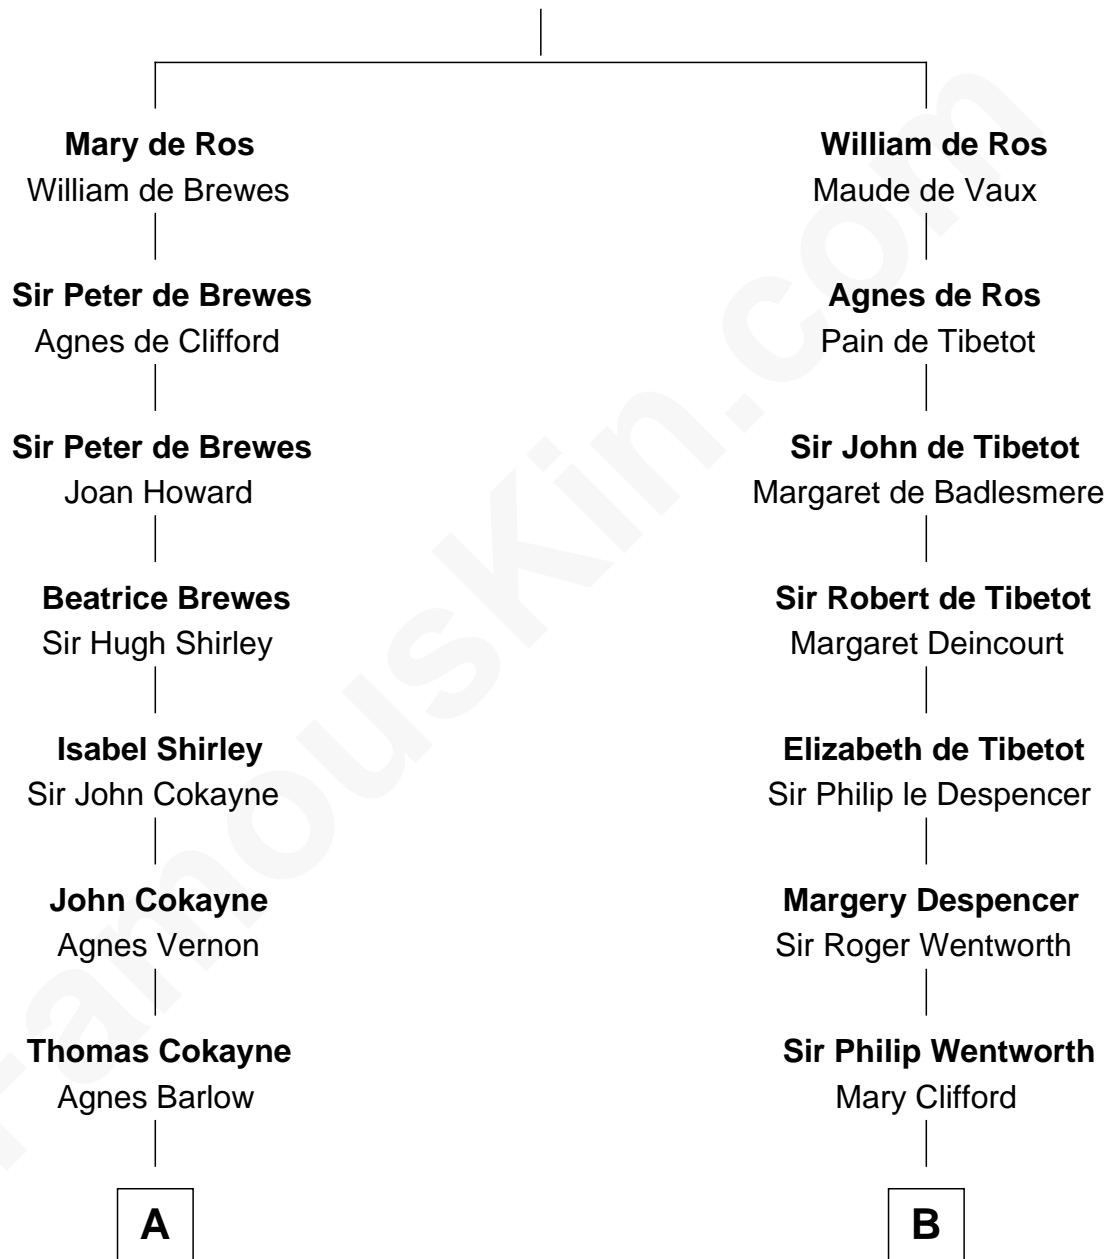 Mary de Ros
William de Brewes
William de Ros
Maude de Vaux
Sir Peter de Brewes
Agnes de Clifford
Agnes de Ros
Pain de Tibetot
Sir Peter de Brewes
Joan Howard
Sir John de Tibetot
Margaret de Badlesmere
Beatrice Brewes
Sir Hugh Shirley
Sir Robert de Tibetot
Margaret Deincourt
Isabel Shirley
Sir John Cokayne
Elizabeth de Tibetot
Sir Philip le Despencer
John Cokayne
Agnes Vernon
Margery Despencer
Sir Roger Wentworth
Thomas Cokayne
Agnes Barlow
Sir Philip Wentworth
Mary Clifford
A
B
FamousKin.com